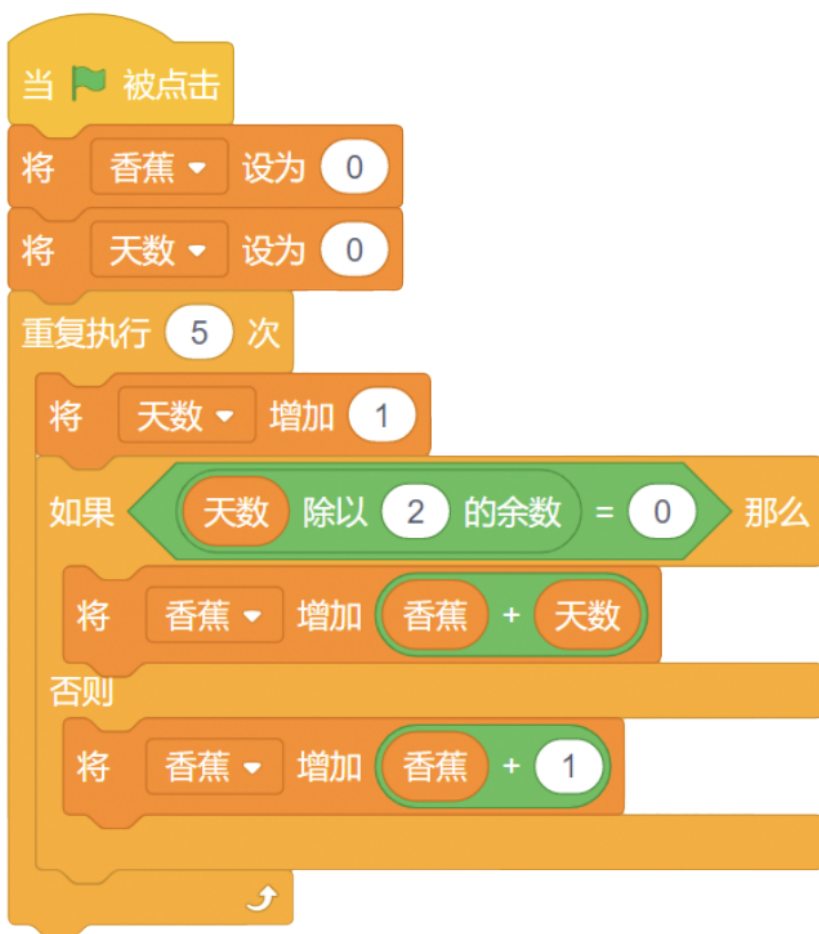 当 被点击
将 香蕉 设为 0
将 天数 设为 0
重复执行 5 次
将 天数 增加 1
如果 天数 除以 2 的余数 = 0 那么
将 香蕉 增加 香蕉 + 天数
否则
将 香蕉 增加 香蕉 + 1